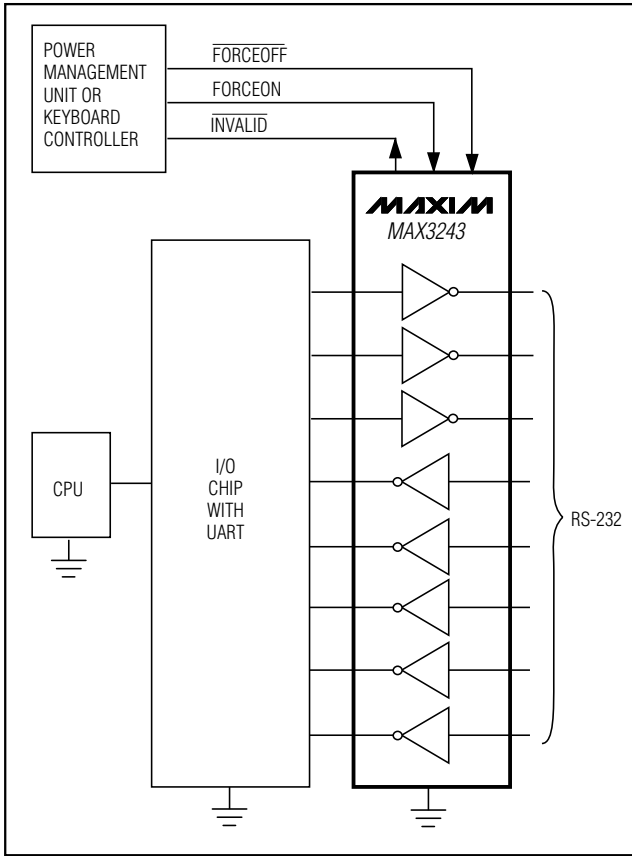 POWER
MANAGEMENT
UNIT OR
KEYBOARD
CONTROLLER
FORCEOFF
FORCEON
INVALID
MAXIM
MAX3243
CPU
I/O
CHIP
WITH
UART
RS-232